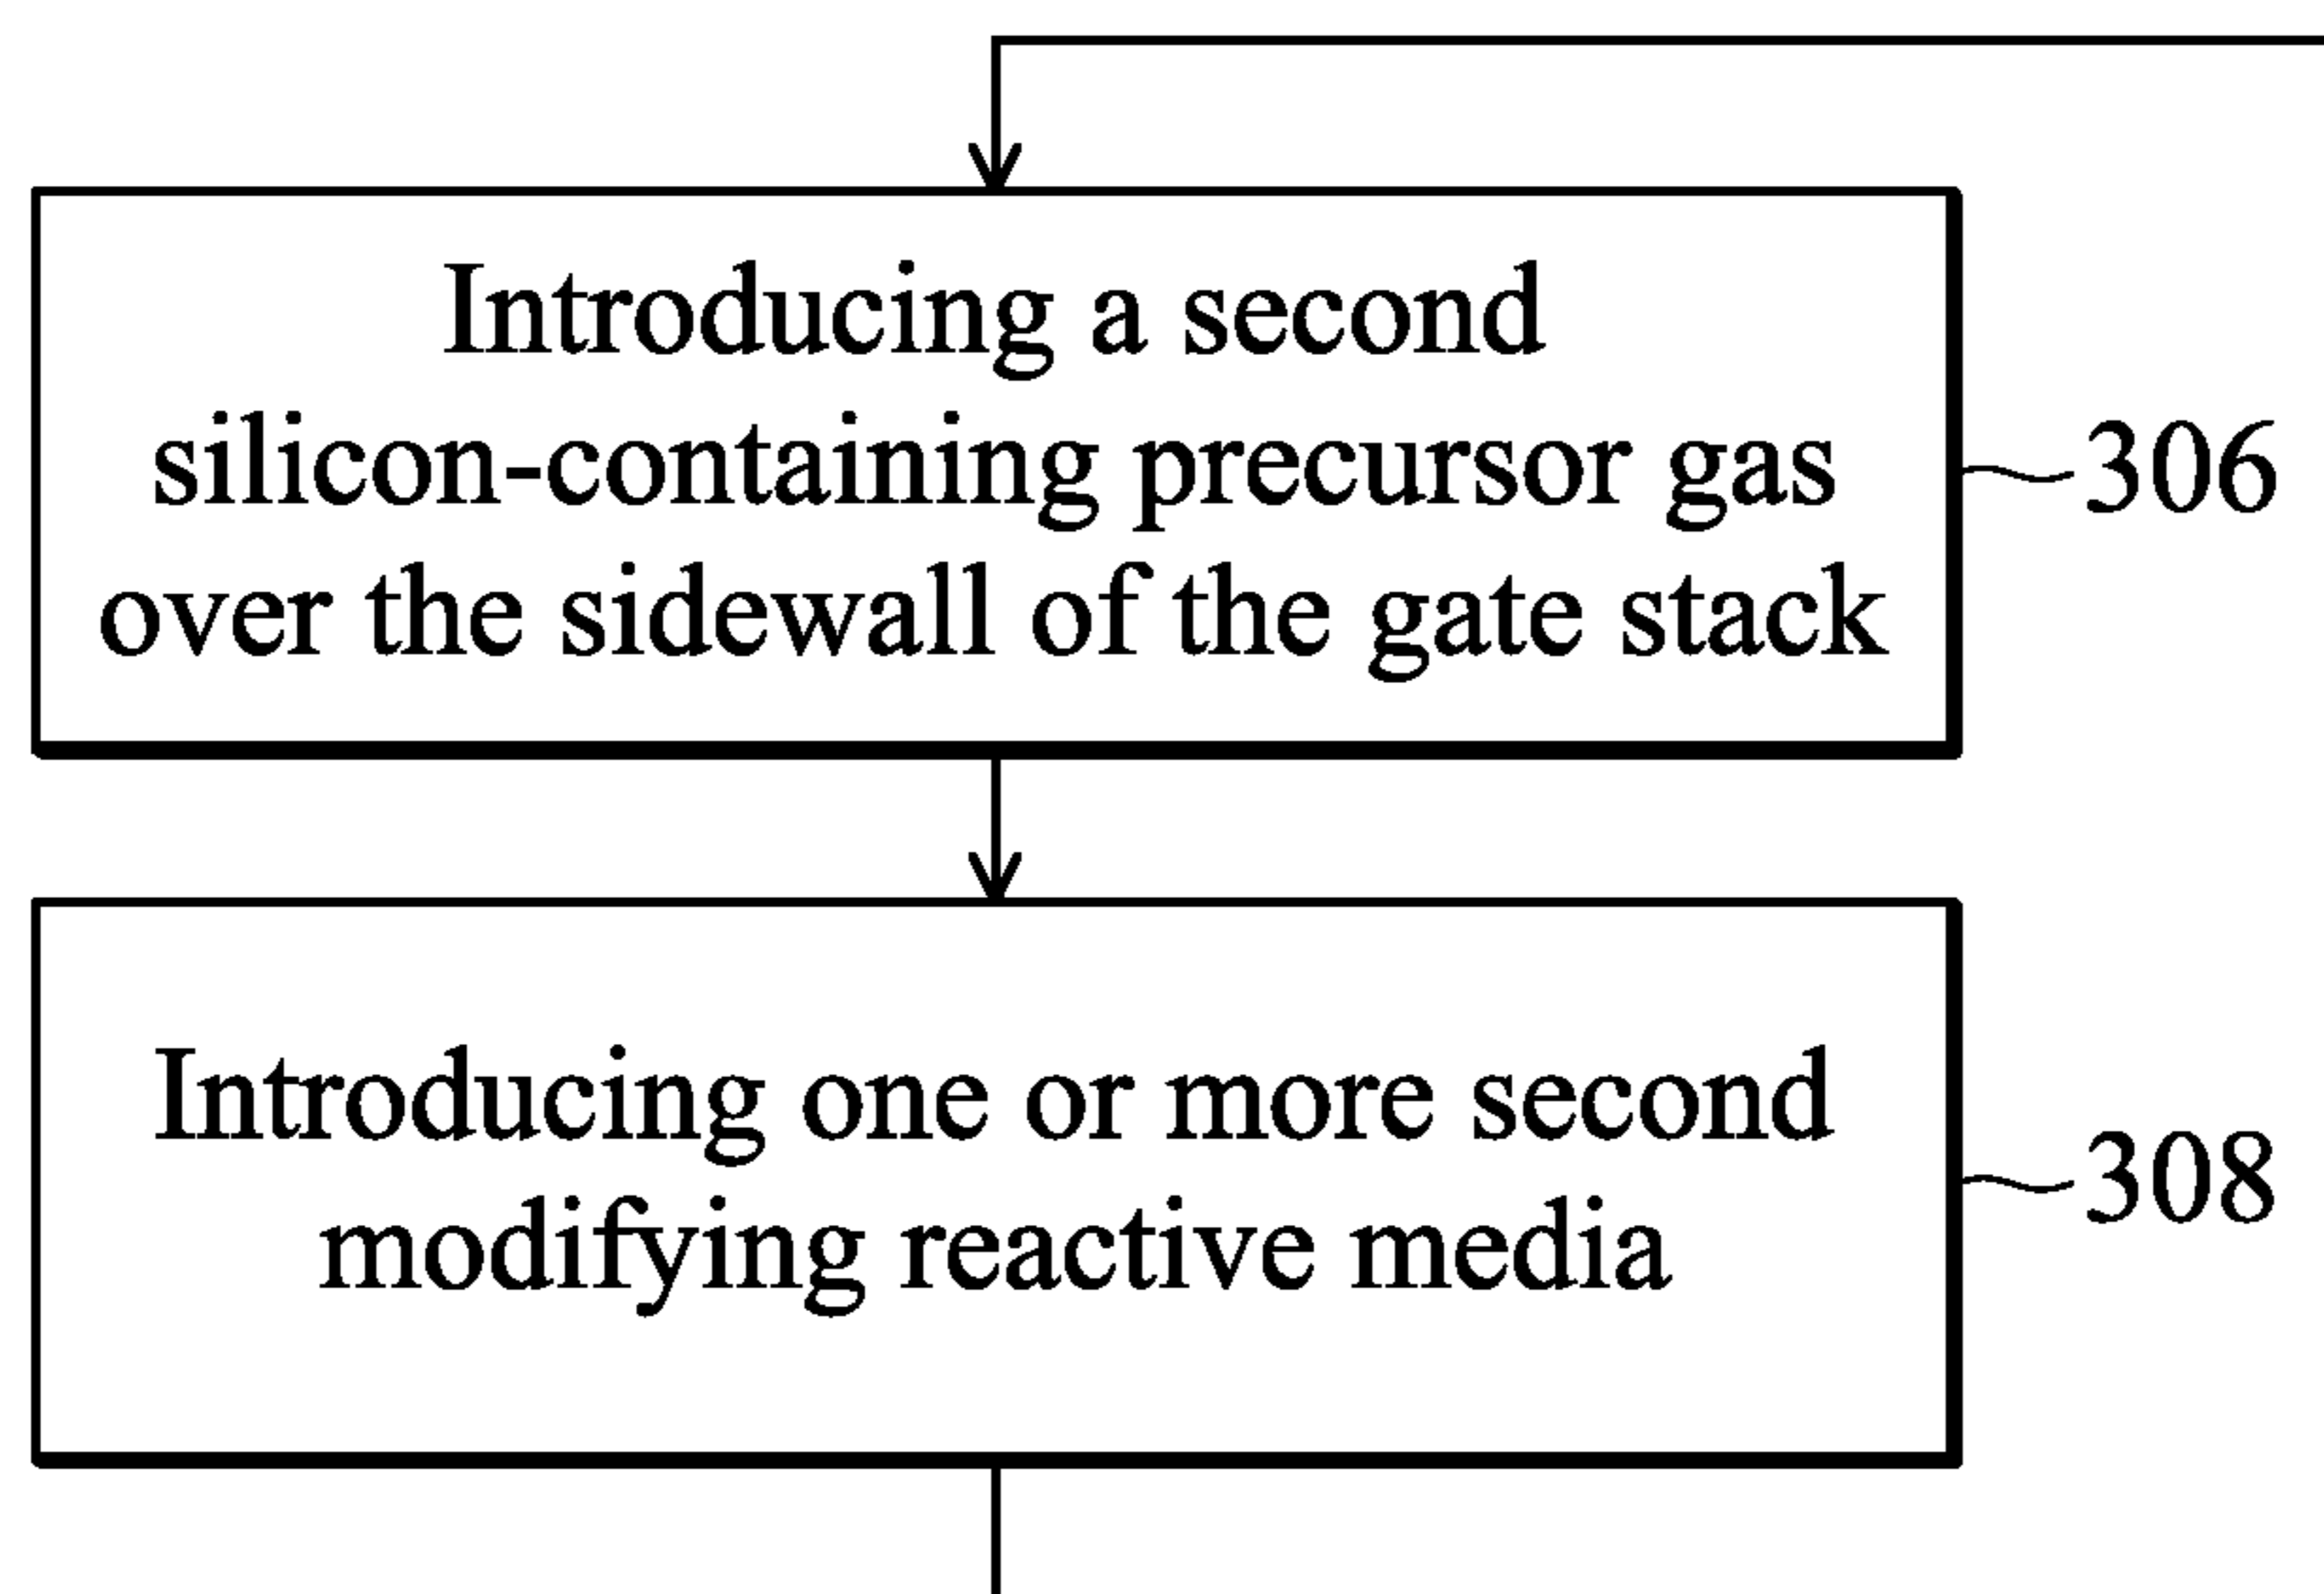 Introducing a second
silicon-containing precursor gas
over the sidewall of the gate stack
306
Introducing one or more second
modifying reactive media
308